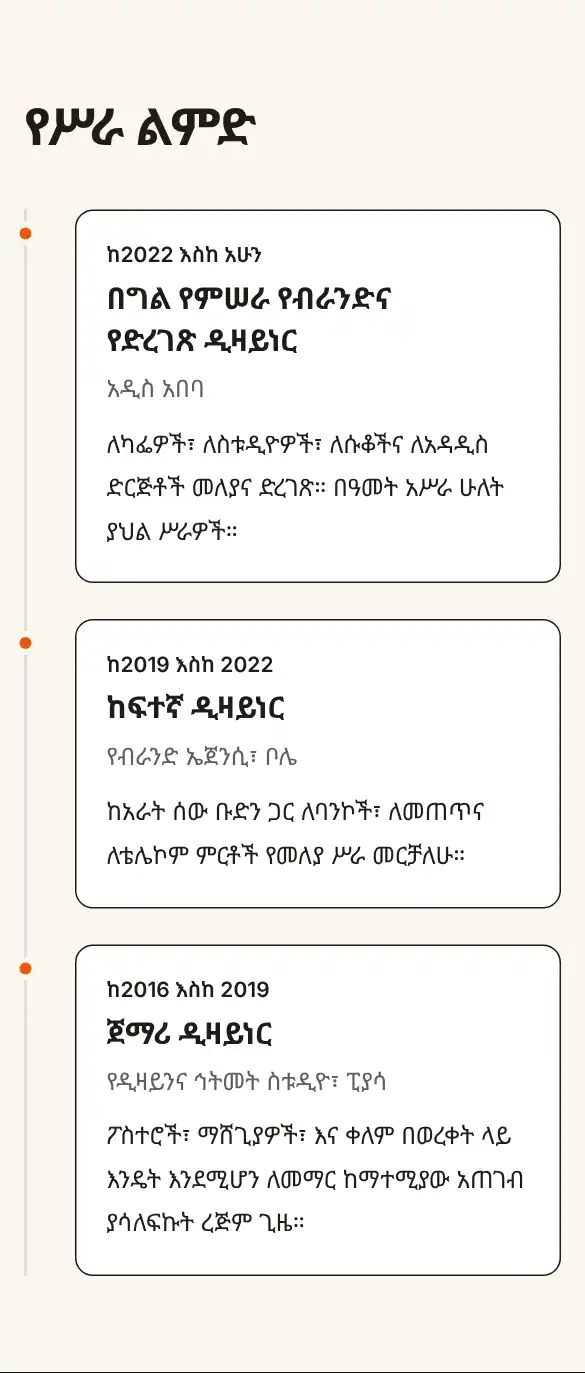 የሥራ ልምድ
ከ2022 እስከ አሁን
በግል የምሠራ የብራንድና
የድረገጽ ዲዛይነር
አዲስ አበባ
ለካፌዎች፣ ለስቱዲዮዎች፣ ለሱቆችና ለአዳዲስ
ድርጅቶች መለያና ድረገጽ። በዓመት አሥራ ሁለት
ያህል ሥራዎች።
ከ2019 እስከ 2022
ከፍተኛ ዲዛይነር
የብራንድ ኤጀንሲ፣ ቦሌ
ከአራት ሰው ቡድን ጋር ለባንኮች፣ ለመጠጥና
ለቴሌኮም ምርቶች የመለያ ሥራ መርቻለሁ።
ከ2016 እስከ 2019
ጀማሪ ዲዛይነር
የዲዛይንና ኅትመት ስቱዲዮ፣ ፒያሳ
ፖስተሮች፣ ማሸጊያዎች፣ እና ቀለም በወረቀት ላይ
እንዴት እንደሚሆን ለመማር ከማተሚያው አጠገብ
ያሳለፍኩት ረጅም ጊዜ።